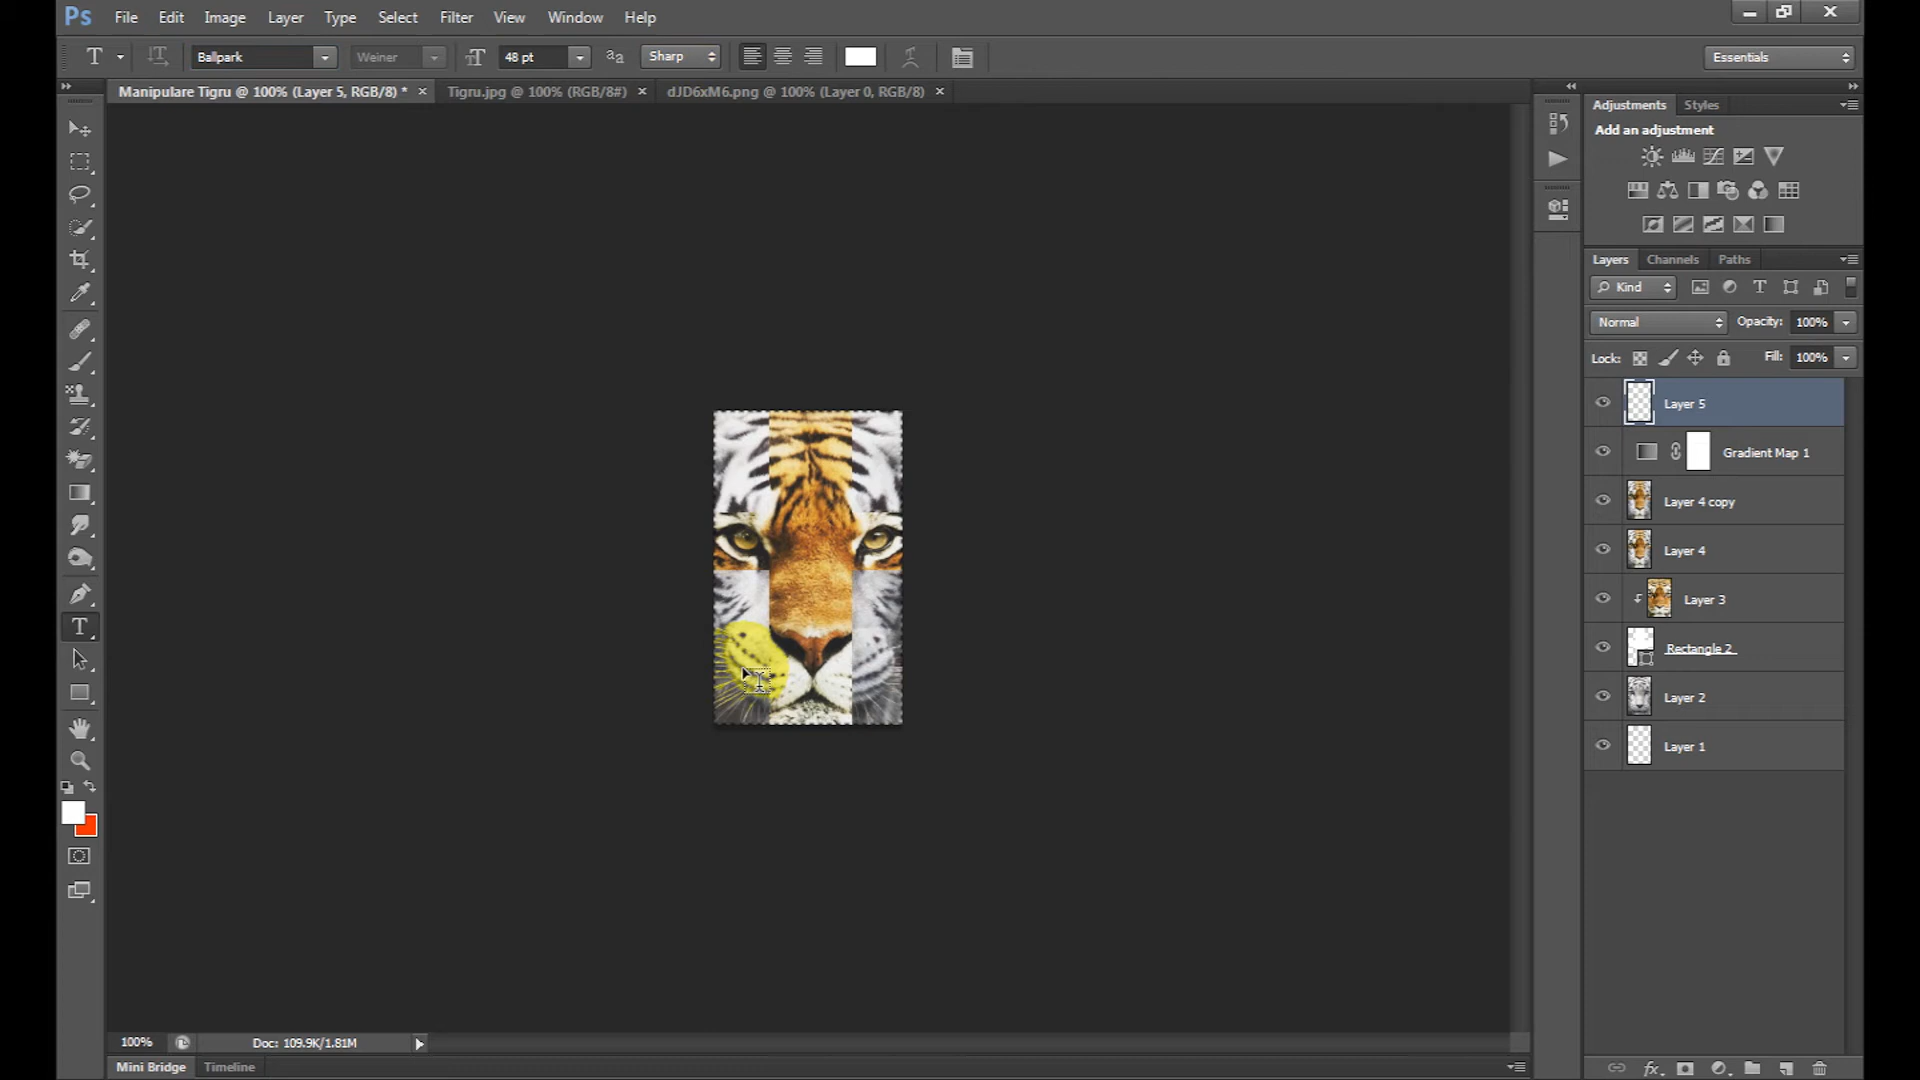 Ps File Edit Image Layer Type Select Filter View Window Help
T Ballpark Weiner 48 pt Sharp Essentials
Manipulare Tigru @ 100% (Layer 5, RGB/8) * Tigru.jpg @ 100% (RGB/8#) dJD6xM6.png @ 100% (Layer 0, RGB/8)
Adjustments Styles
Add an adjustment
Layers Channels Paths
Kind
Normal Opacity: 100%
Lock: Fill: 100%
Layer 5
Gradient Map 1
Layer 4 copy
Layer 4
Layer 3
Rectangle 2
Layer 2
Layer 1
100% Doc: 109.9K/1.81M
Mini Bridge Timeline
fx